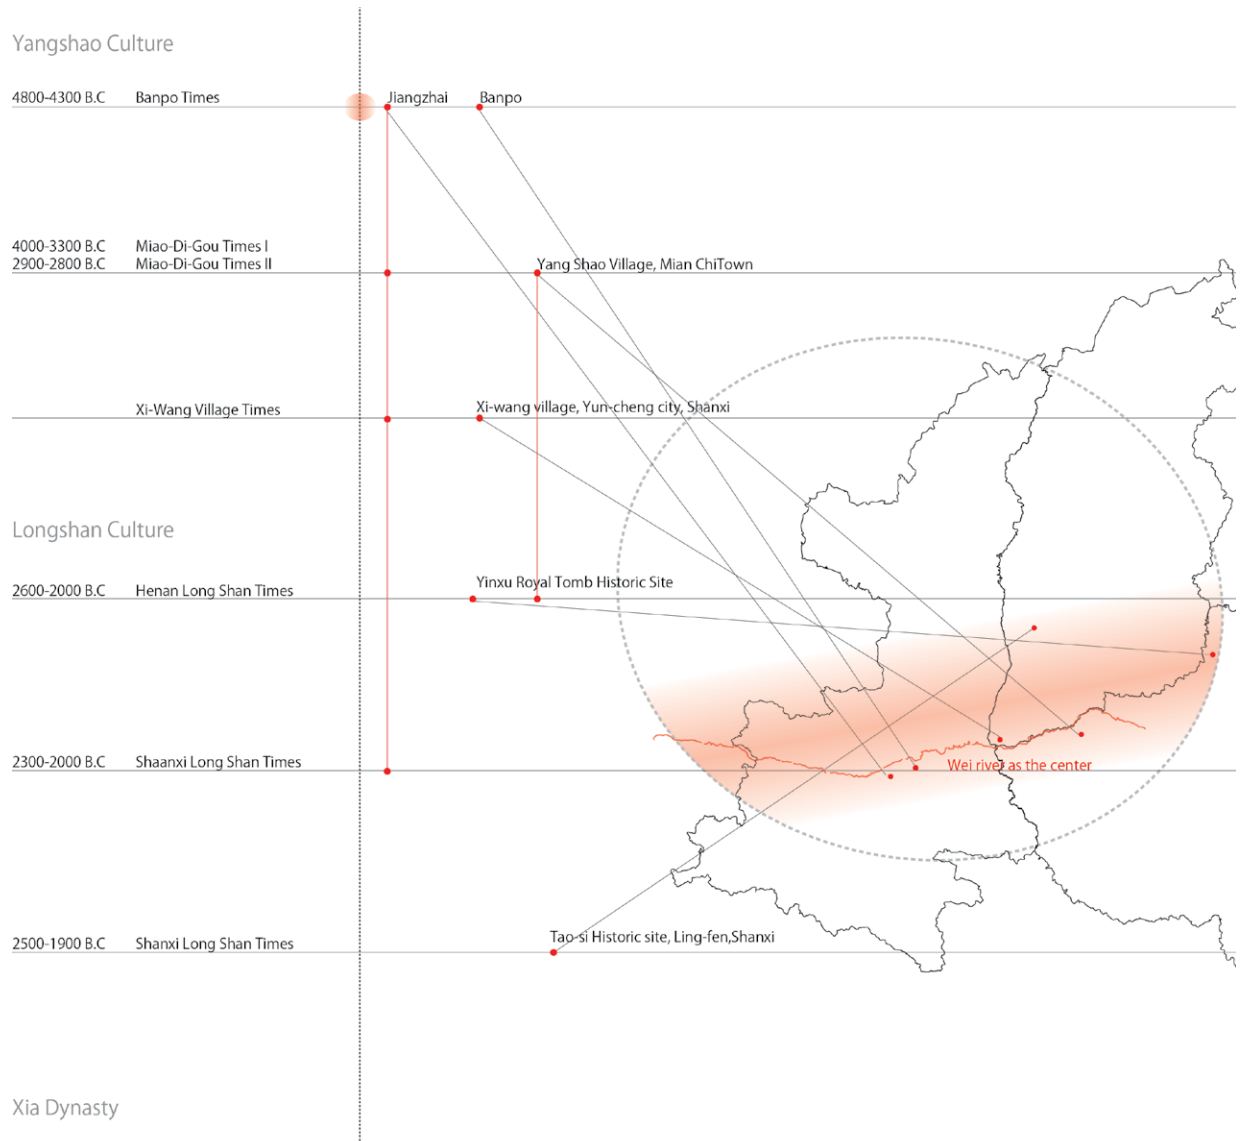 Yangshao Culture
4800-4300 B.C Banpo Times Jiangzhai Banpo
4000-3300 B.C Miao-Di-Gou Times I
2900-2800 B.C Miao-Di-Gou Times II Yang Shao Village, Mian ChiTown
Xi-Wang Village Times Xi-wang village, Yun-cheng city, Shanxi
Longshan Culture
2600-2000 B.C Henan Long Shan Times Yinxu Royal Tomb Historic Site
2300-2000 B.C Shaanxi Long Shan Times Wei river as the center
2500-1900 B.C Shanxi Long Shan Times Tao-si Historic site, Ling-fen,Shanxi
Xia Dynasty